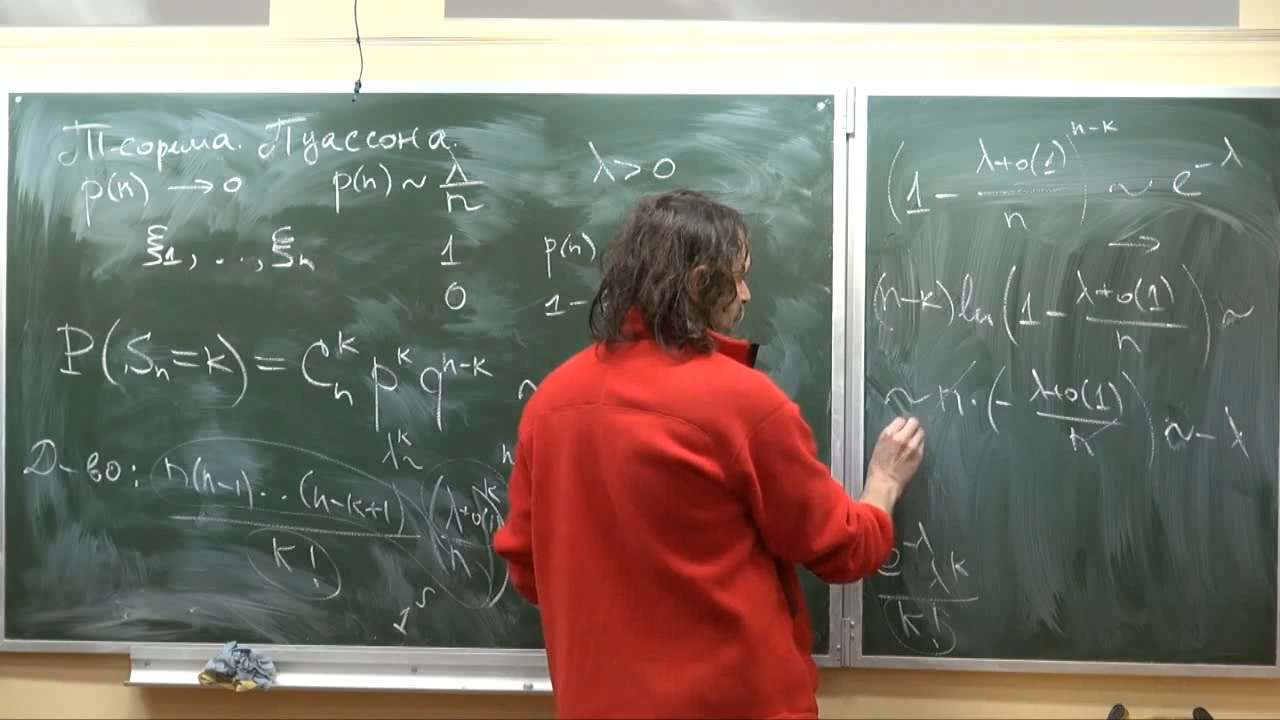 Теорема. Пуассона.
p(n) → 0 p(n) ~ λ/n λ > 0
ξ1, ..., ξn 1 p(n)
0 1-
P(Sn = k) = C_n^k p^k q^{n-k} ~
Д-во: n(n-1)...(n-k+1)/k! (λ+o(1)/n)^k
λ^k ~
1
(1 - (λ+o(1))/n)^{n-k} ~ e^{-λ}
→
(n-k) ln(1 - (λ+o(1))/n) ~
~ n·(- (λ+o(1))/n) ~ -λ
e^{-λ} λ^k / k!